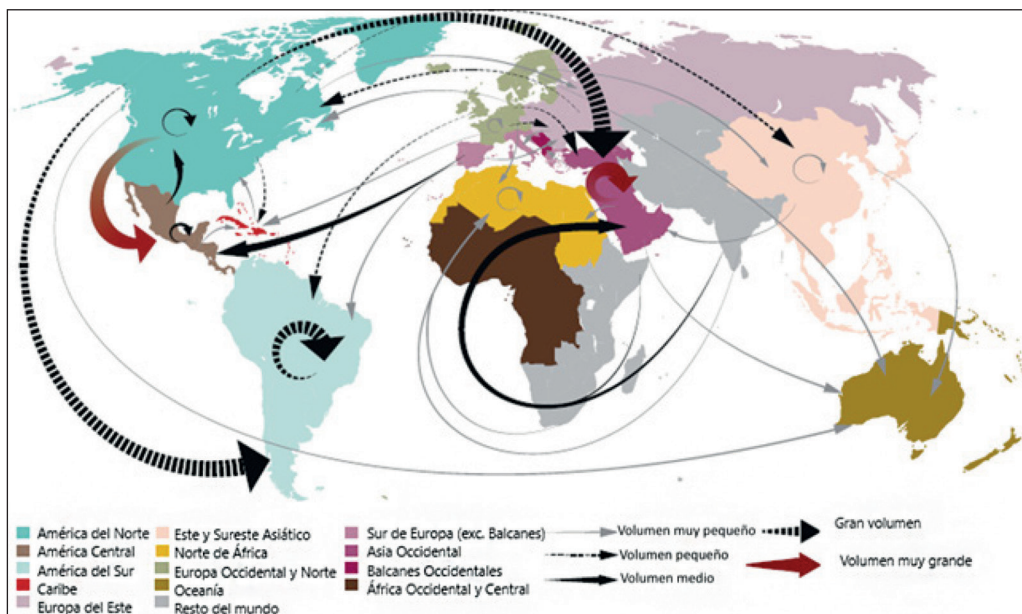 América del Norte
América Central
América del Sur
Caribe
Europa del Este
Este y Sureste Asiático
Norte de África
Europa Occidental y Norte
Oceanía
Resto del mundo
Sur de Europa (exc. Balcanes)
Asia Occidental
Balcanes Occidentales
África Occidental y Central
Volumen muy pequeño
Volumen pequeño
Volumen medio
Gran volumen
Volumen muy grande